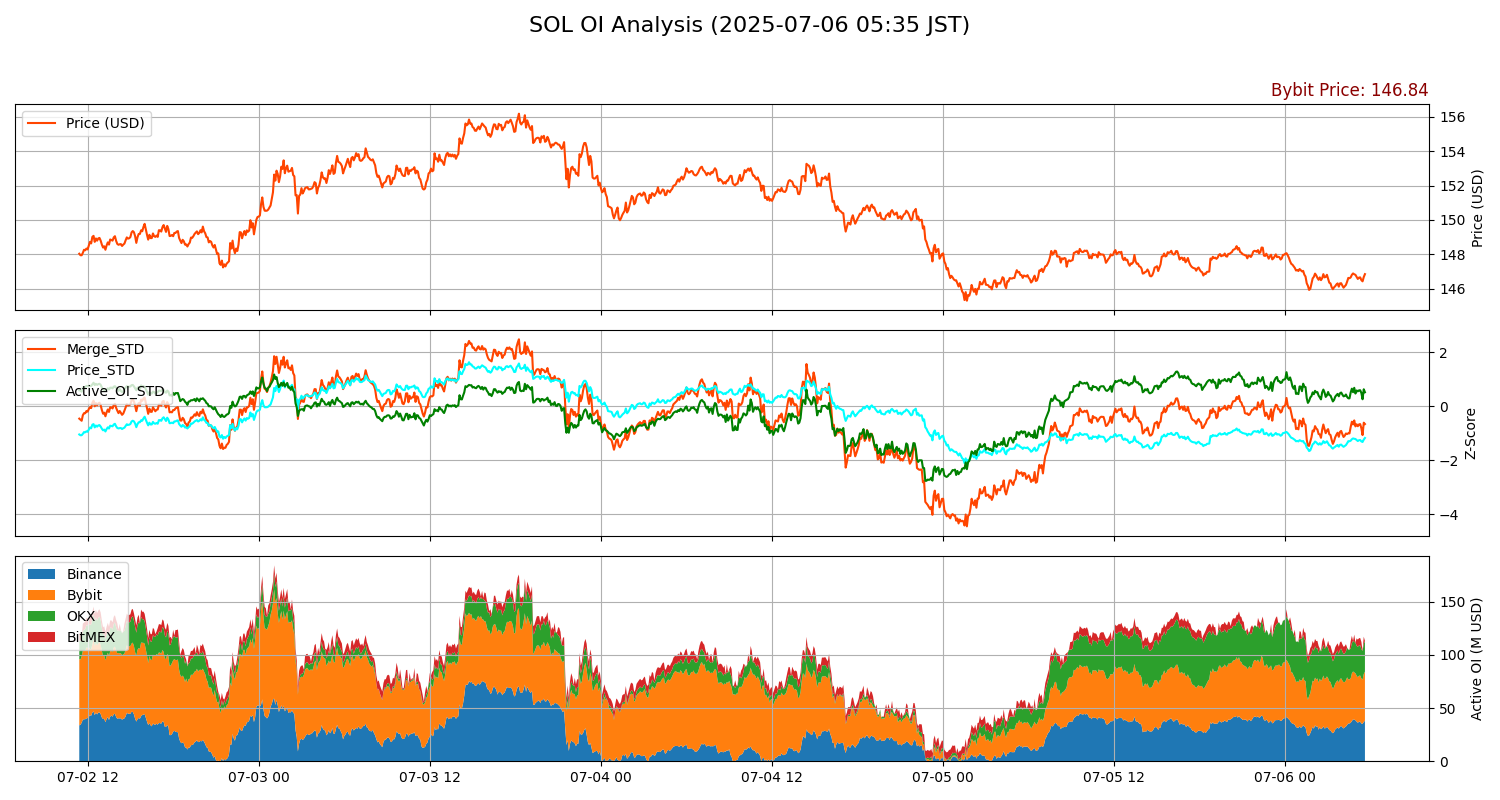 SOL OI Analysis (2025-07-06 05:35 JST)
Bybit Price: 146.84
Price (USD)
156
154
152
150
148
146
Price (USD)
Merge_STD
Price_STD
Active_OI_STD
2
0
−2
−4
Z-Score
Binance
Bybit
OKX
BitMEX
150
100
50
0
Active OI (M USD)
07-02 12
07-03 00
07-03 12
07-04 00
07-04 12
07-05 00
07-05 12
07-06 00